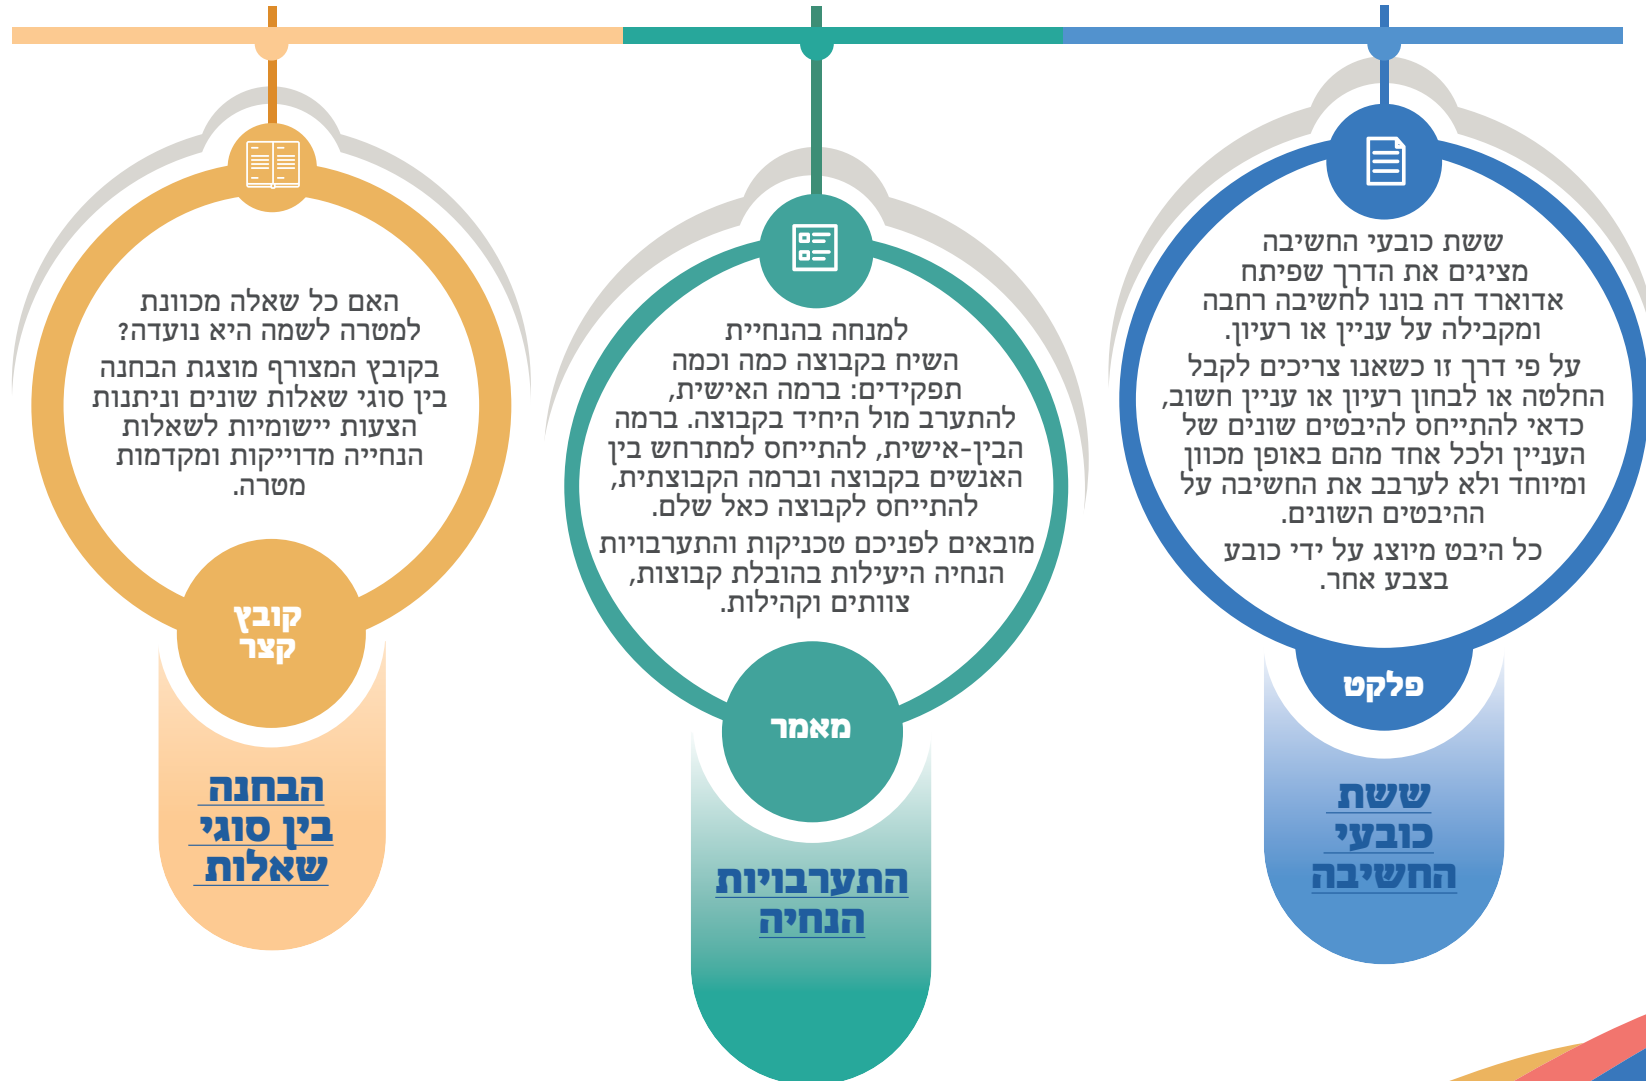 ששת כובעי החשיבה
מציגים את הדרך שפיתח
אדוארד דה בונו לחשיבה רחבה
ומקבילה על עניין או רעיון.
על פי דרך זו כשאנו צריכים לקבל
החלטה או לבחון רעיון או עניין חשוב,
כדאי להתייחס להיבטים שונים של
העניין ולכל אחד מהם באופן מכוון
ומיוחד ולא לערבב את החשיבה על
ההיבטים השונים.
כל היבט מיוצג על ידי כובע
בצבע אחר.
פלקט
ששת
כובעי
החשיבה
למנחה בהנחיית
השיח בקבוצה כמה וכמה
תפקידים: ברמה האישית,
להתערב מול היחיד בקבוצה. ברמה
הבין-אישית, להתייחס למתרחש בין
האנשים בקבוצה וברמה הקבוצתית,
להתייחס לקבוצה כאל שלם.
מובאים לפניכם טכניקות והתערבויות
הנחיה היעילות בהובלת קבוצות,
צוותים וקהילות.
מאמר
התערבויות
הנחיה
האם כל שאלה מכוונת
למטרה לשמה היא נועדה?
בקובץ המצורף מוצגת הבחנה
בין סוגי שאלות שונים וניתנות
הצעות יישומיות לשאלות
הנחייה מדוייקות ומקדמות
מטרה.
קובץ
קצר
הבחנה
בין סוגי
שאלות